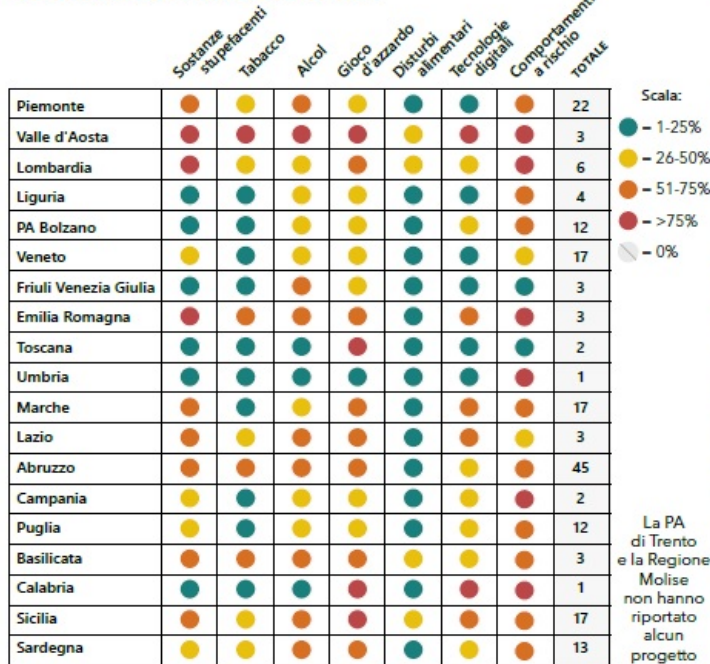 Sostanze
stupefacenti
Tabacco
Alcol
Gioco
d'azzardo
Disturbi
alimentari
Tecnologie
digitali
Comportamenti
a rischio
TOTALE
Piemonte 22
Valle d'Aosta 3
Lombardia 6
Liguria 4
PA Bolzano 12
Veneto 17
Friuli Venezia Giulia 3
Emilia Romagna 3
Toscana 2
Umbria 1
Marche 17
Lazio 3
Abruzzo 45
Campania 2
Puglia 12
Basilicata 3
Calabria 1
Sicilia 17
Sardegna 13
Scala:
– 1-25%
– 26-50%
– 51-75%
– >75%
– 0%
La PA
di Trento
e la Regione
Molise
non hanno
riportato
alcun
progetto